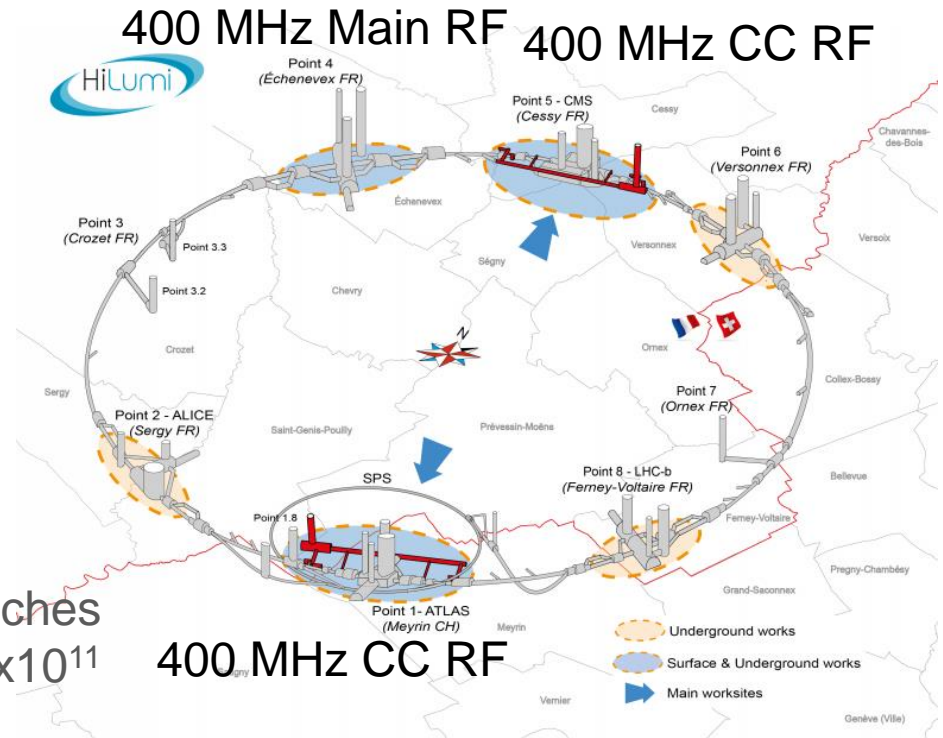 400 MHz Main RF
400 MHz CC RF
HiLumi
Point 4
(Échenevex FR)
Point 5 - CMS
(Cessy FR)
Cessy
Chavannes-
des-Bois
Point 6
(Versonnex FR)
Échenevex
Point 3
(Crozet FR)
Point 3.3
Versonnex
Versoix
Ségny
Point 3.2
Chevry
N
Crozet
Ornex
Collex-Bossy
Sergy
Point 7
(Ornex FR)
Point 2 - ALICE
(Sergy FR)
Saint-Genis-Pouilly
Prévessin-Moëns
Point 8 - LHC-b
(Ferney-Voltaire FR)
Bellevue
SPS
Point 1.8
Ferney-Voltaire
Pregny-Chambésy
Grand-Saconnex
Point 1- ATLAS
(Meyrin CH)
Meyrin
ches
x10¹¹
400 MHz CC RF
Underground works
Surface & Underground works
Main worksites
Vernier
Genève (Ville)